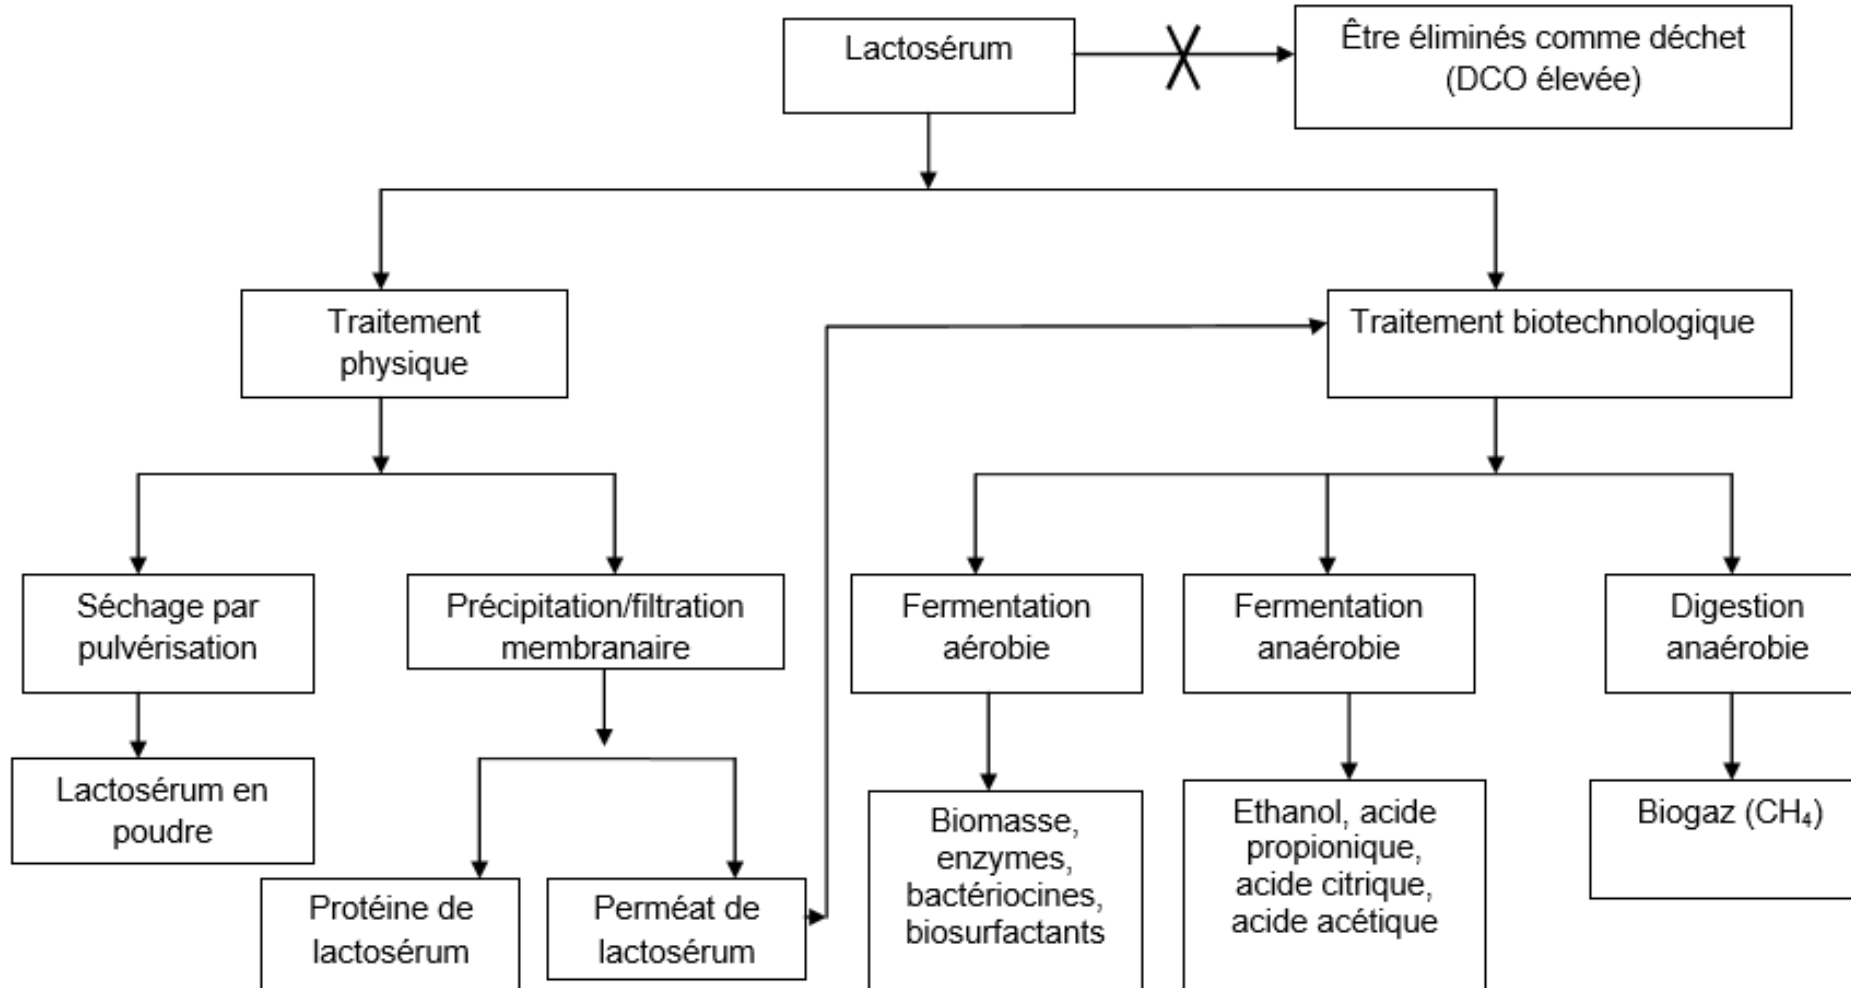 Lactosérum
Être éliminés comme déchet
(DCO élevée)
Traitement
physique
Traitement biotechnologique
Séchage par
pulvérisation
Précipitation/filtration
membranaire
Fermentation
aérobie
Fermentation
anaérobie
Digestion
anaérobie
Lactosérum en
poudre
Protéine de
lactosérum
Perméat de
lactosérum
Biomasse,
enzymes,
bactériocines,
biosurfactants
Ethanol, acide
propionique,
acide citrique,
acide acétique
Biogaz (CH₄)